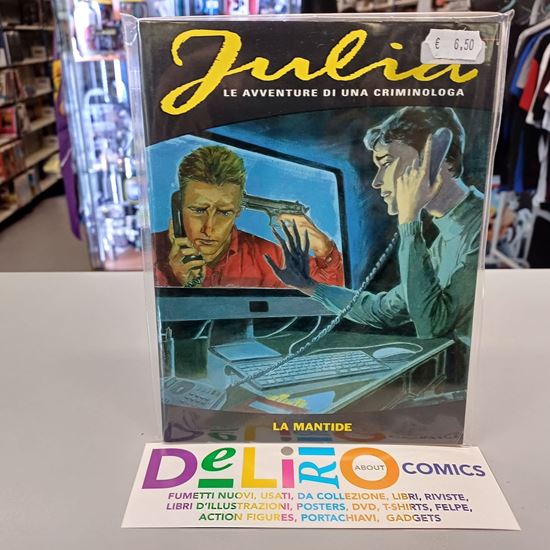 Julia
€ 6,50
LE AVVENTURE DI UNA CRIMINOLOGA
LA MANTIDE
DeLiRiO ABOUT COMICS
FUMETTI NUOVI, USATI, DA COLLEZIONE, LIBRI, RIVISTE,
LIBRI D'ILLUSTRAZIONI, POSTERS, DVD, T-SHIRTS, FELPE,
ACTION FIGURES, PORTACHIAVI, GADGETS